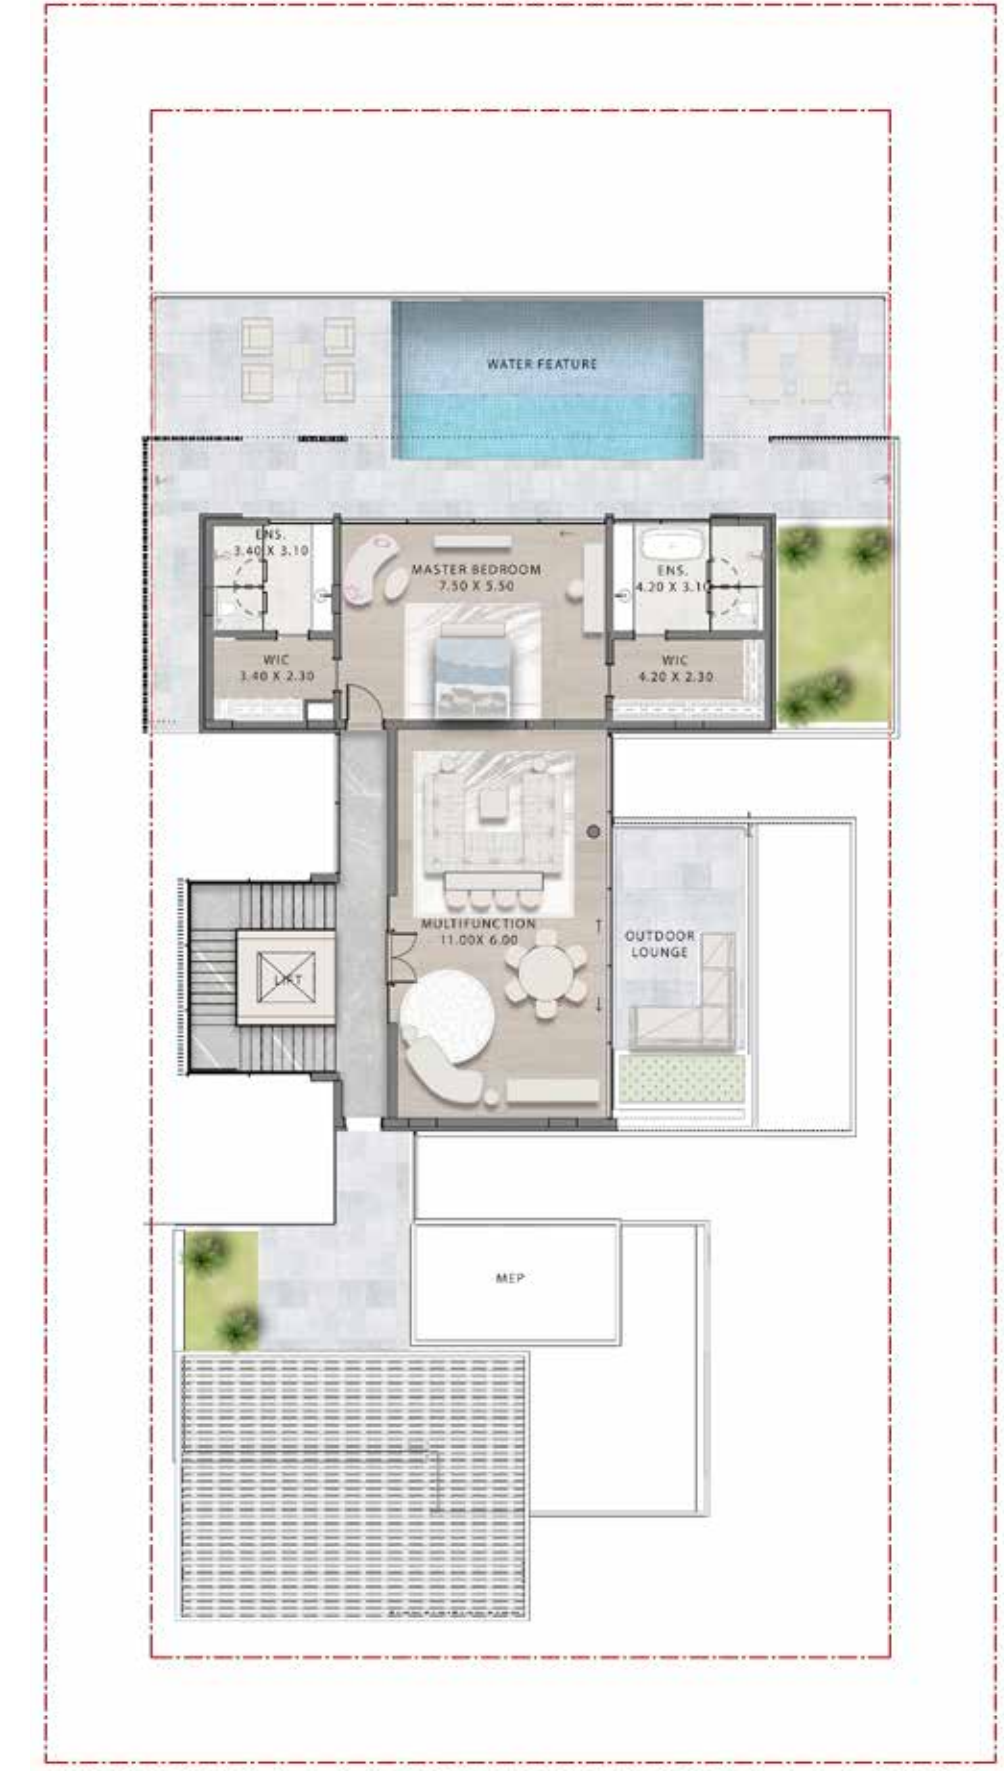 WATER FEATURE
ENS.
3.40 X 3.10
MASTER BEDROOM
7.50 X 5.50
ENS.
4.20 X 3.10
WIC
3.40 X 2.30
WIC
4.20 X 2.30
MULTIFUNCTION
11.00X 6.00
OUTDOOR
LOUNGE
LIFT
MEP